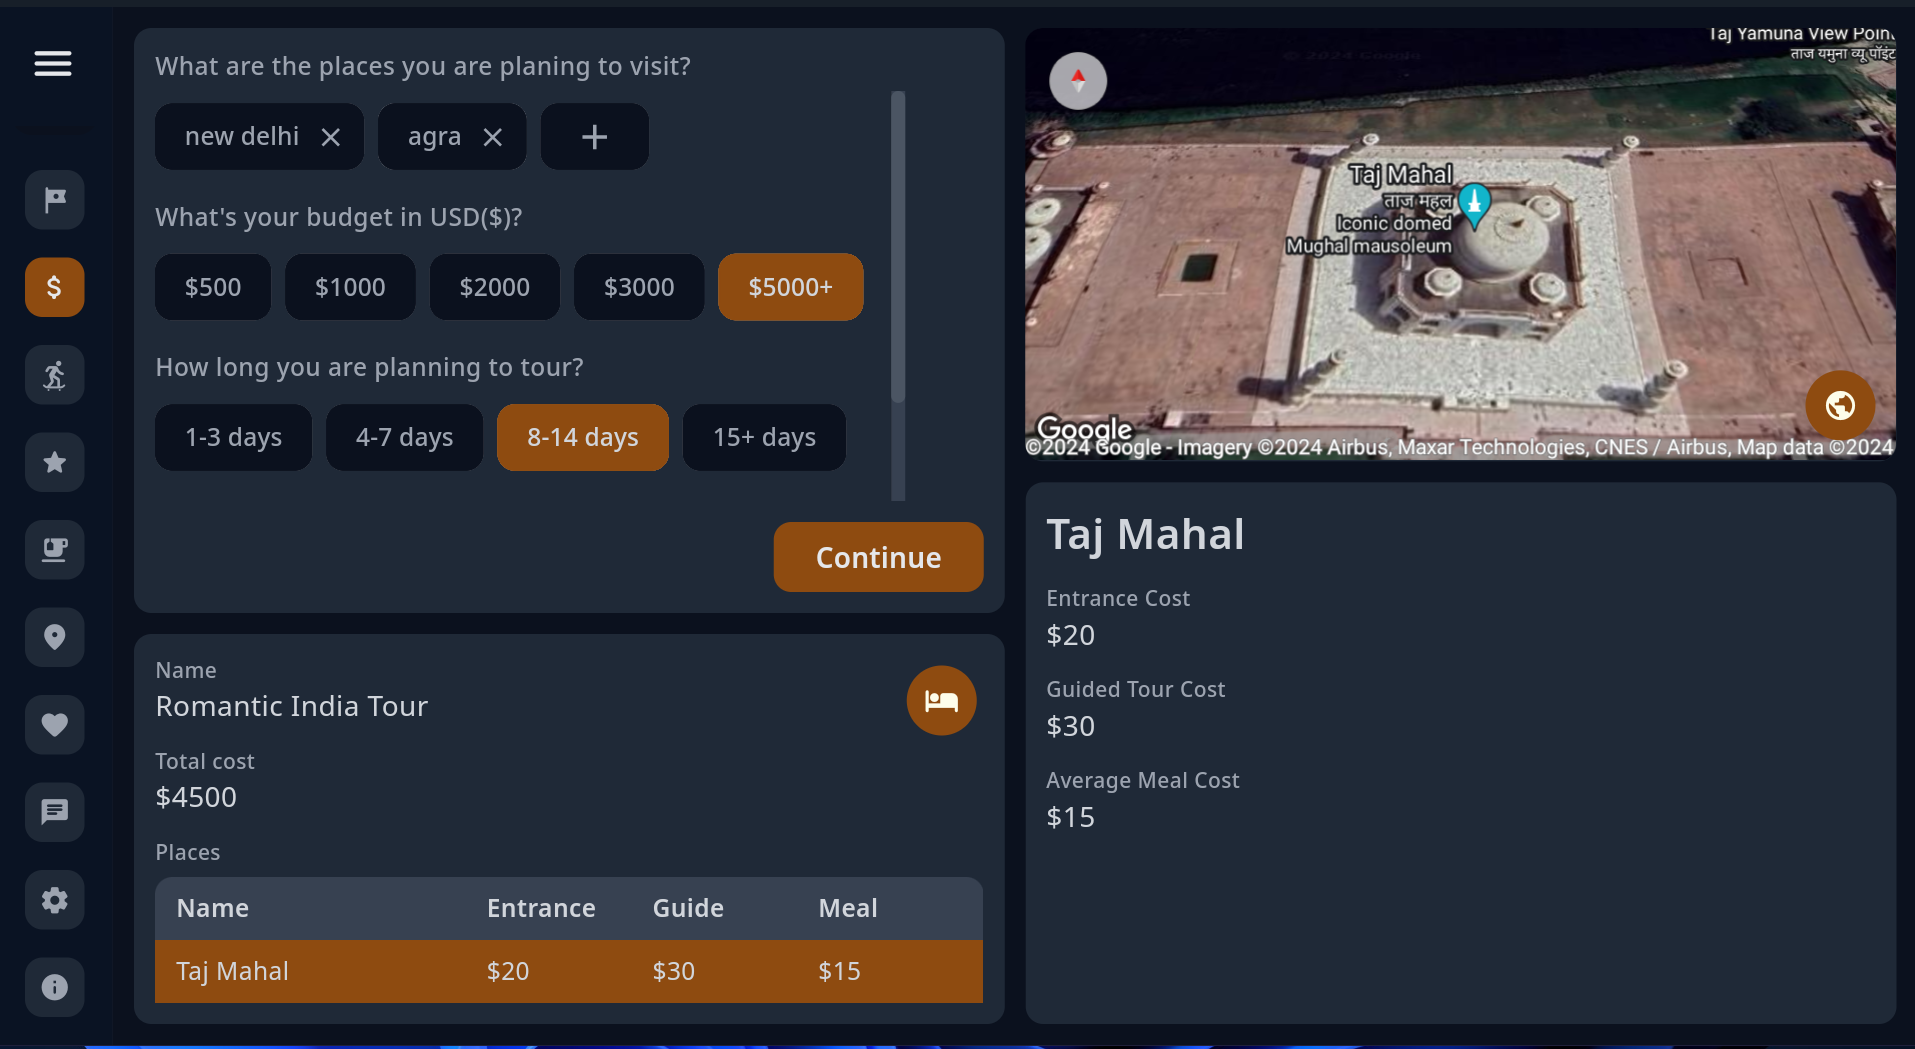 What are the places you are planing to visit?
new delhi
agra
What's your budget in USD($)?
$500
$1000
$2000
$3000
$5000+
How long you are planning to tour?
1-3 days
4-7 days
8-14 days
15+ days
Continue
Name
Romantic India Tour
Total cost
$4500
Places
Name Entrance Guide Meal
Taj Mahal $20 $30 $15
Taj Yamuna View Point
ताज यमुना व्यू पॉइंट
© 2024 Google
Taj Mahal
ताज महल
Iconic domed
Mughal mausoleum
Google
©2024 Google - Imagery ©2024 Airbus, Maxar Technologies, CNES / Airbus, Map data ©2024
Taj Mahal
Entrance Cost
$20
Guided Tour Cost
$30
Average Meal Cost
$15